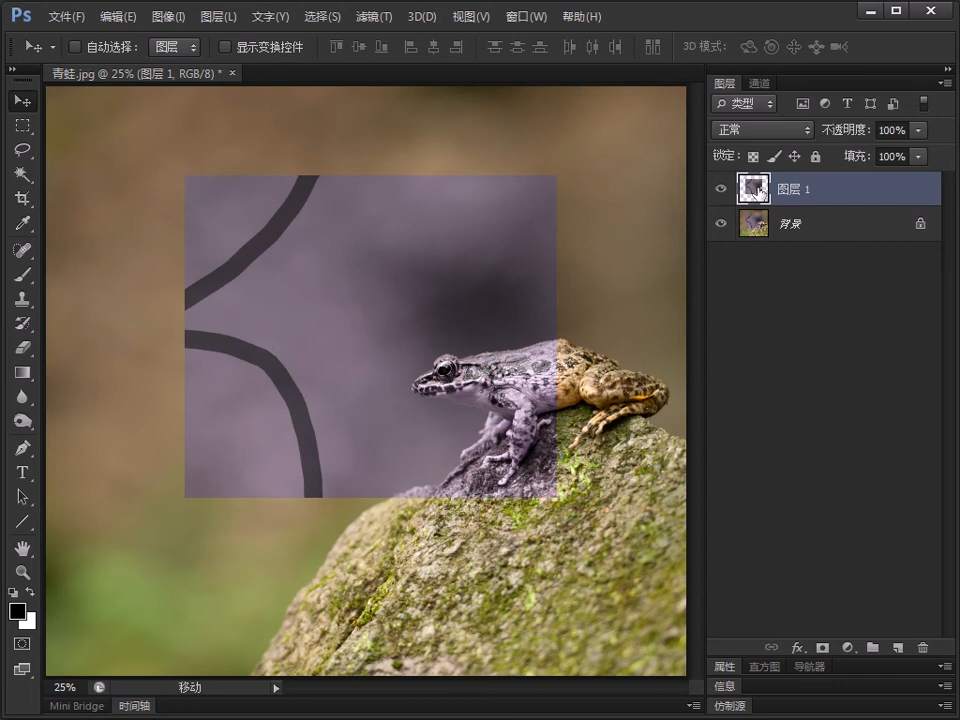 Ps 文件(F) 编辑(E) 图像(I) 图层(L) 文字(Y) 选择(S) 滤镜(T) 3D(D) 视图(V) 窗口(W) 帮助(H)
自动选择： 图层 显示变换控件 3D 模式：
青蛙.jpg @ 25% (图层 1, RGB/8) * ×
图层 通道
类型
正常 不透明度： 100%
锁定： 填充： 100%
图层 1
背景
fx
25% 移动
属性 直方图 导航器
信息
Mini Bridge 时间轴 仿制源